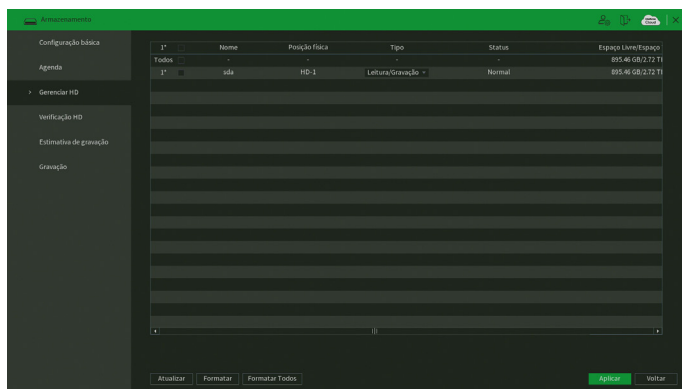 Armazenamento
Configuração básica
Agenda
> Gerenciar HD
Verificação HD
Estimativa de gravação
Gravação
1* Nome Posição física Tipo Status Espaço Livre/Espaço
Todos - - - - 895.46 GB/2.72 T
1* sda HD-1 Leitura/Gravação Normal 895.46 GB/2.72 T
Atualizar Formatar Formatar Todos Aplicar Voltar